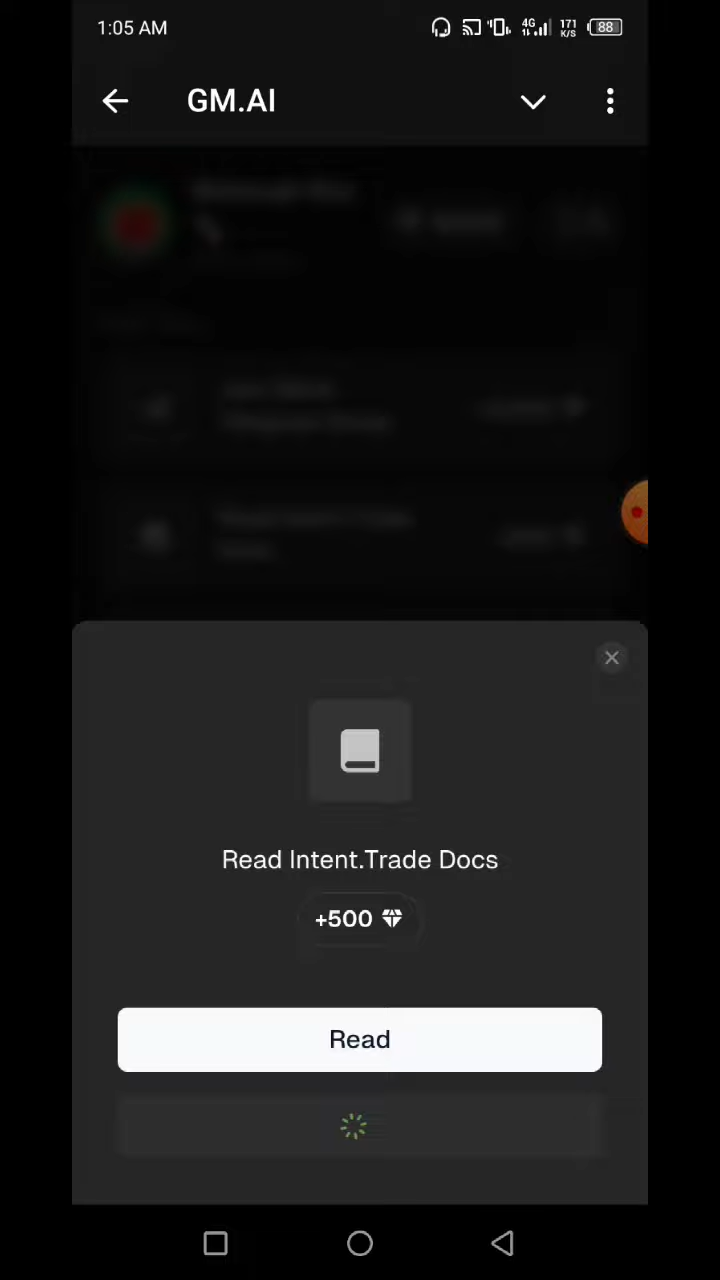 1:05 AM
4G
171
K/S
88
GM.AI
Read Intent.Trade Docs
+500
Read